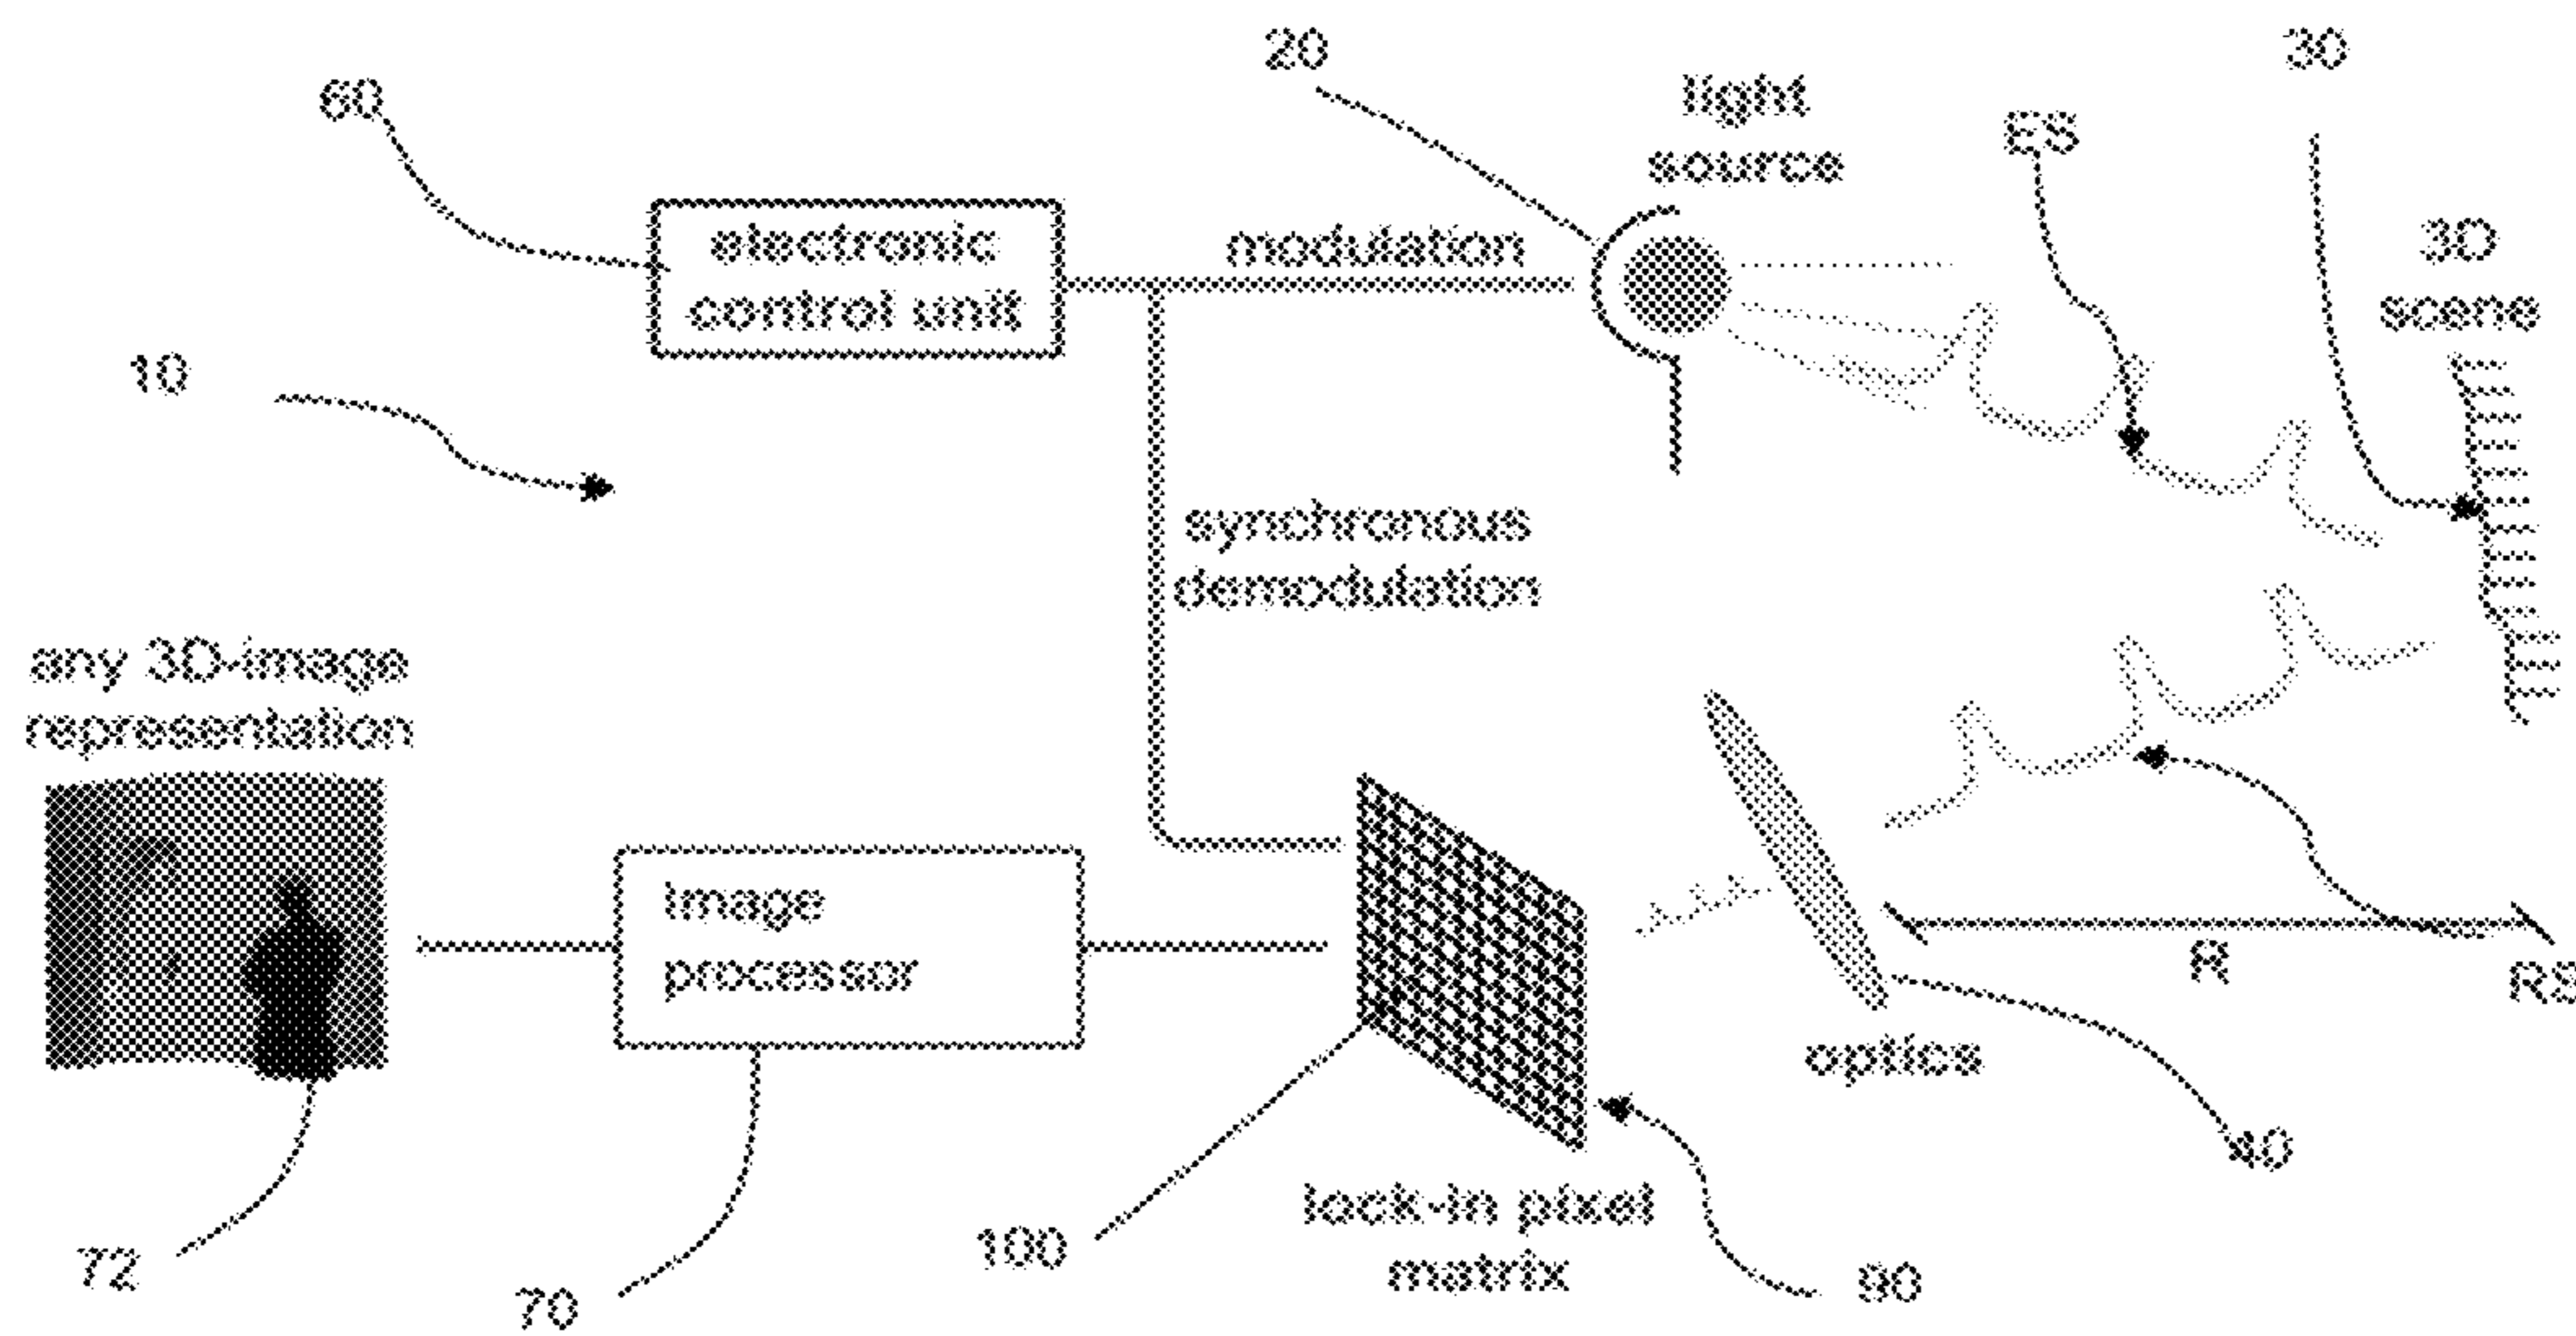 20
30
60
light
source
ES
electronic
control unit
modulation
3D
scene
10
synchronous
demodulation
any 3D-image
representation
image
processor
R
RS
optics
40
lock-in pixel
matrix
100
90
72
70